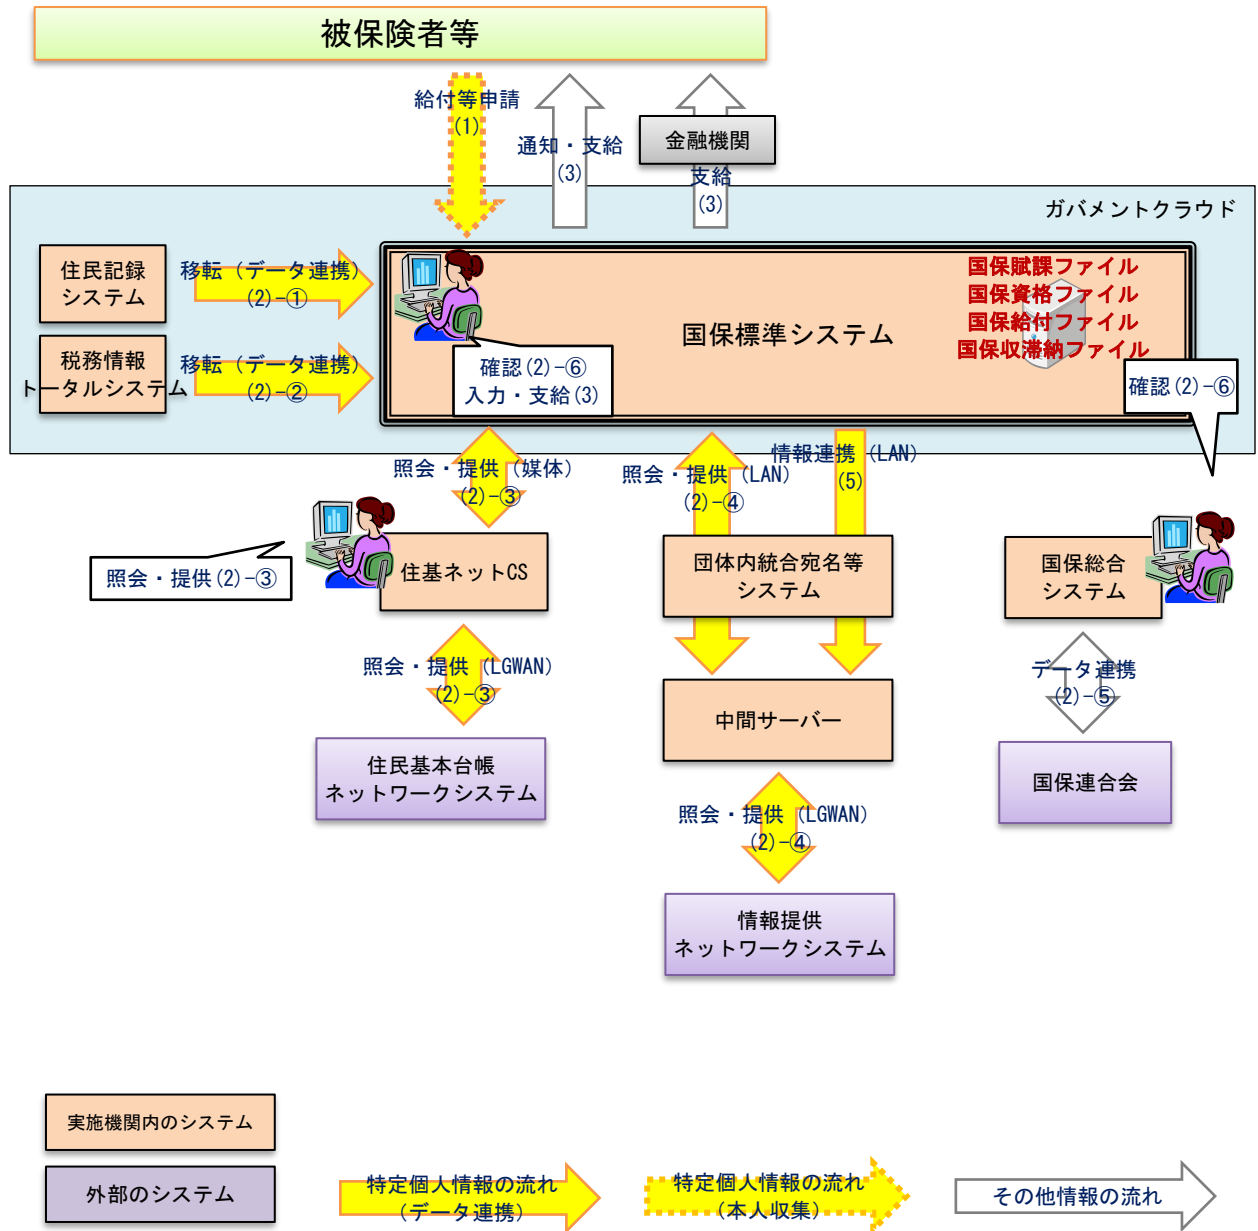 被保険者等
給付等申請
(1)
通知・支給
(3)
金融機関
支給
(3)
ガバメントクラウド
住民記録
システム
移転（データ連携）
(2)-①
税務情報
トータルシステム
移転（データ連携）
(2)-②
国保標準システム
国保賦課ファイル
国保資格ファイル
国保給付ファイル
国保収滞納ファイル
確認(2)-⑥
入力・支給(3)
確認(2)-⑥
照会・提供（媒体）
(2)-③
照会・提供（LAN）
(2)-④
情報連携（LAN）
(5)
照会・提供(2)-③
住基ネットCS
団体内統合宛名等
システム
国保総合
システム
照会・提供（LGWAN）
(2)-③
データ連携
(2)-⑤
中間サーバー
住民基本台帳
ネットワークシステム
国保連合会
照会・提供（LGWAN）
(2)-④
情報提供
ネットワークシステム
実施機関内のシステム
外部のシステム
特定個人情報の流れ
（データ連携）
特定個人情報の流れ
（本人収集）
その他情報の流れ